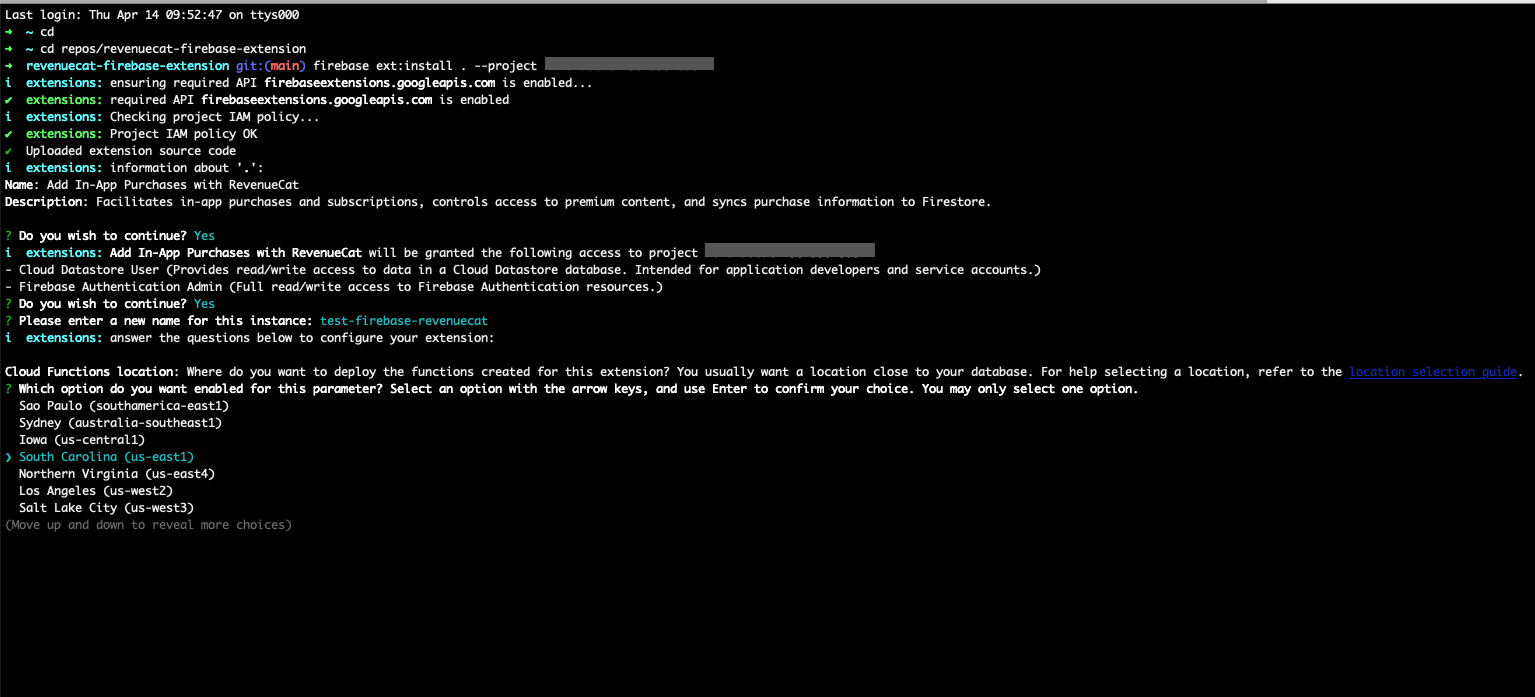 Last login: Thu Apr 14 09:52:47 on ttys000
➜ ~ cd
➜ ~ cd repos/revenuecat-firebase-extension
➜ revenuecat-firebase-extension git:(main) firebase ext:install . --project
i extensions: ensuring required API firebaseextensions.googleapis.com is enabled...
✔ extensions: required API firebaseextensions.googleapis.com is enabled
i extensions: Checking project IAM policy...
✔ extensions: Project IAM policy OK
✔ Uploaded extension source code
i extensions: information about '.':
Name: Add In-App Purchases with RevenueCat
Description: Facilitates in-app purchases and subscriptions, controls access to premium content, and syncs purchase information to Firestore.
? Do you wish to continue? Yes
i extensions: Add In-App Purchases with RevenueCat will be granted the following access to project
- Cloud Datastore User (Provides read/write access to data in a Cloud Datastore database. Intended for application developers and service accounts.)
- Firebase Authentication Admin (Full read/write access to Firebase Authentication resources.)
? Do you wish to continue? Yes
? Please enter a new name for this instance: test-firebase-revenuecat
i extensions: answer the questions below to configure your extension:
Cloud Functions location: Where do you want to deploy the functions created for this extension? You usually want a location close to your database. For help selecting a location, refer to the location selection guide.
? Which option do you want enabled for this parameter? Select an option with the arrow keys, and use Enter to confirm your choice. You may only select one option.
Sao Paulo (southamerica-east1)
Sydney (australia-southeast1)
Iowa (us-central1)
❯ South Carolina (us-east1)
Northern Virginia (us-east4)
Los Angeles (us-west2)
Salt Lake City (us-west3)
(Move up and down to reveal more choices)